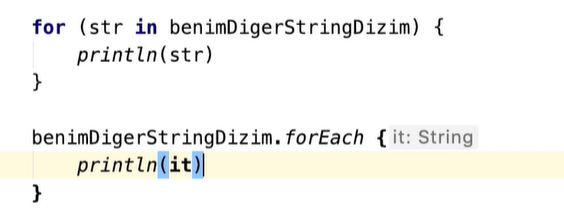 for (str in benimDigerStringDizim) {
    println(str)
}
benimDigerStringDizim.forEach { it: String
    println(it)
}